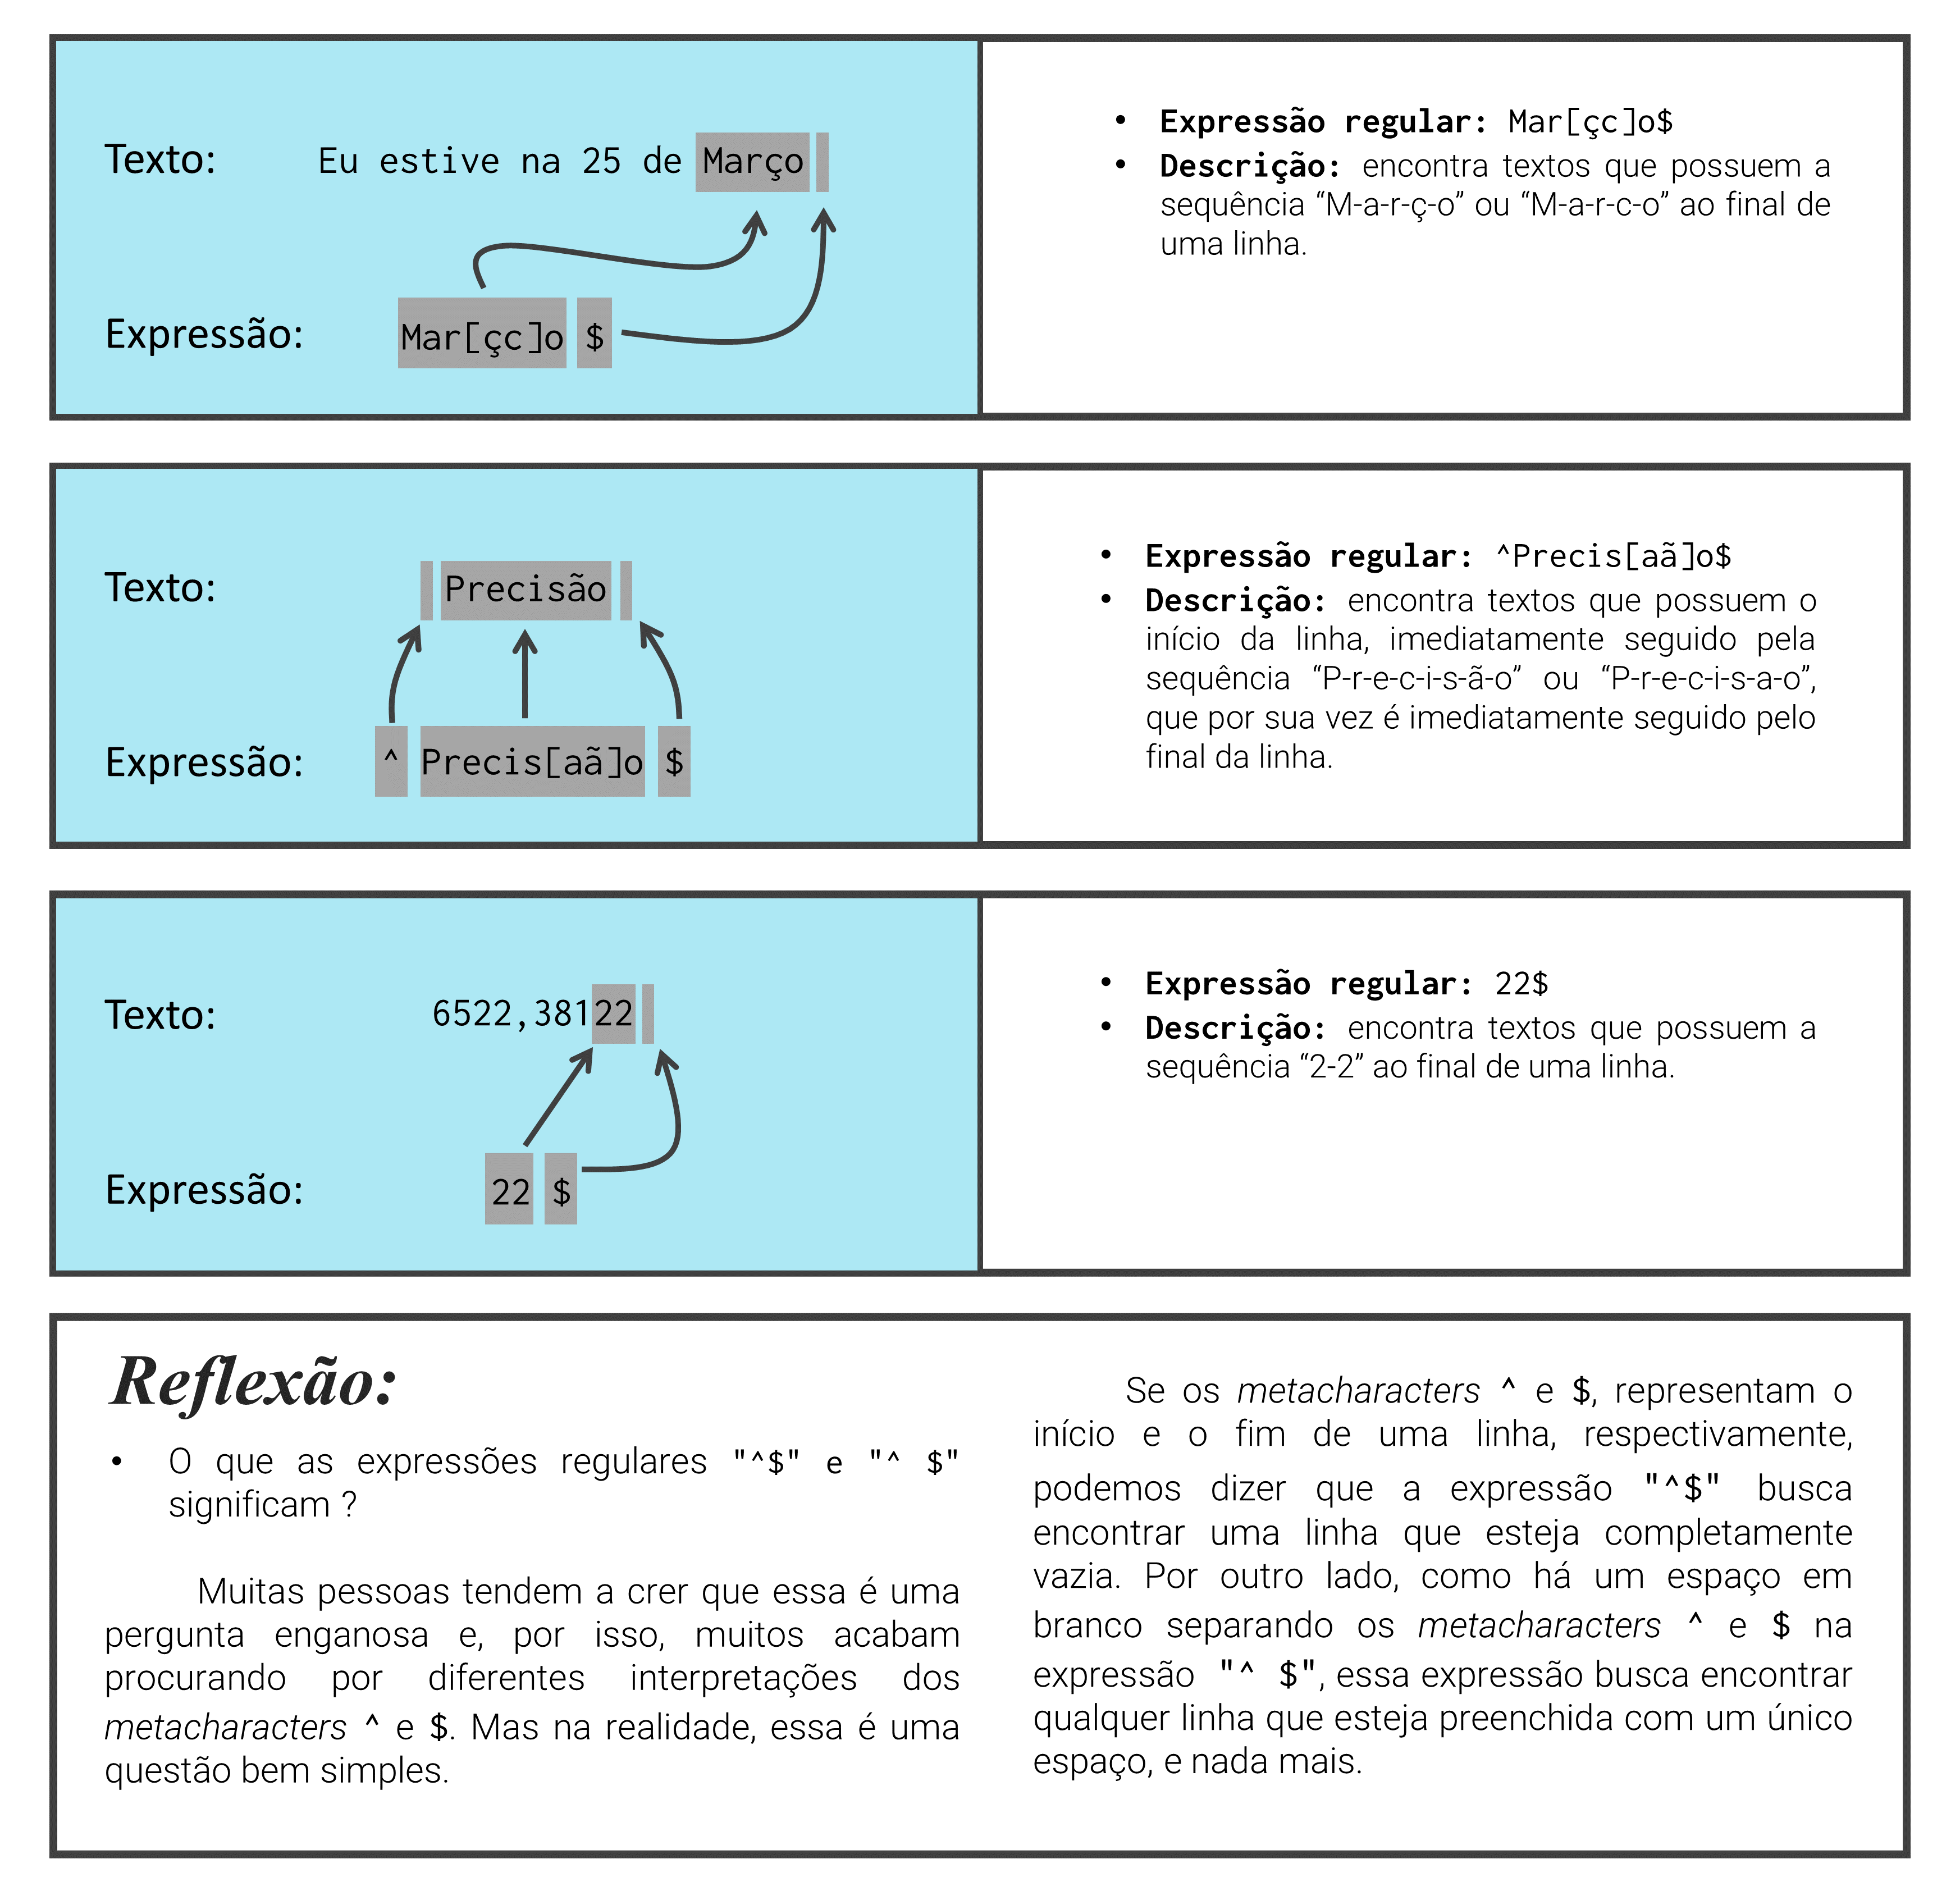 Texto: Eu estive na 25 de Março
Expressão: Mar[çc]o $
• Expressão regular: Mar[çc]o$
• Descrição: encontra textos que possuem a
sequência “M-a-r-ç-o” ou “M-a-r-c-o” ao final de
uma linha.
Texto: Precisão
Expressão: ^ Precis[aã]o $
• Expressão regular: ^Precis[aã]o$
• Descrição: encontra textos que possuem o
início da linha, imediatamente seguido pela
sequência “P-r-e-c-i-s-ã-o” ou “P-r-e-c-i-s-a-o”,
que por sua vez é imediatamente seguido pelo
final da linha.
Texto: 6522,38122
Expressão: 22 $
• Expressão regular: 22$
• Descrição: encontra textos que possuem a
sequência “2-2” ao final de uma linha.
Reflexão:
• O que as expressões regulares "^$" e "^ $"
significam ?
Muitas pessoas tendem a crer que essa é uma
pergunta enganosa e, por isso, muitos acabam
procurando por diferentes interpretações dos
metacharacters ^ e $. Mas na realidade, essa é uma
questão bem simples.
Se os metacharacters ^ e $, representam o
início e o fim de uma linha, respectivamente,
podemos dizer que a expressão "^$" busca
encontrar uma linha que esteja completamente
vazia. Por outro lado, como há um espaço em
branco separando os metacharacters ^ e $ na
expressão "^ $", essa expressão busca encontrar
qualquer linha que esteja preenchida com um único
espaço, e nada mais.